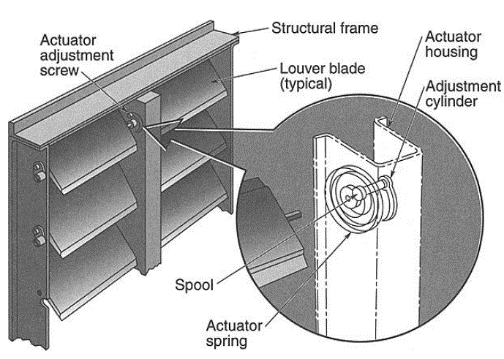 Structural frame
Actuator
adjustment
screw
Louver blade
(typical)
Actuator
housing
Adjustment
cylinder
Spool
Actuator
spring